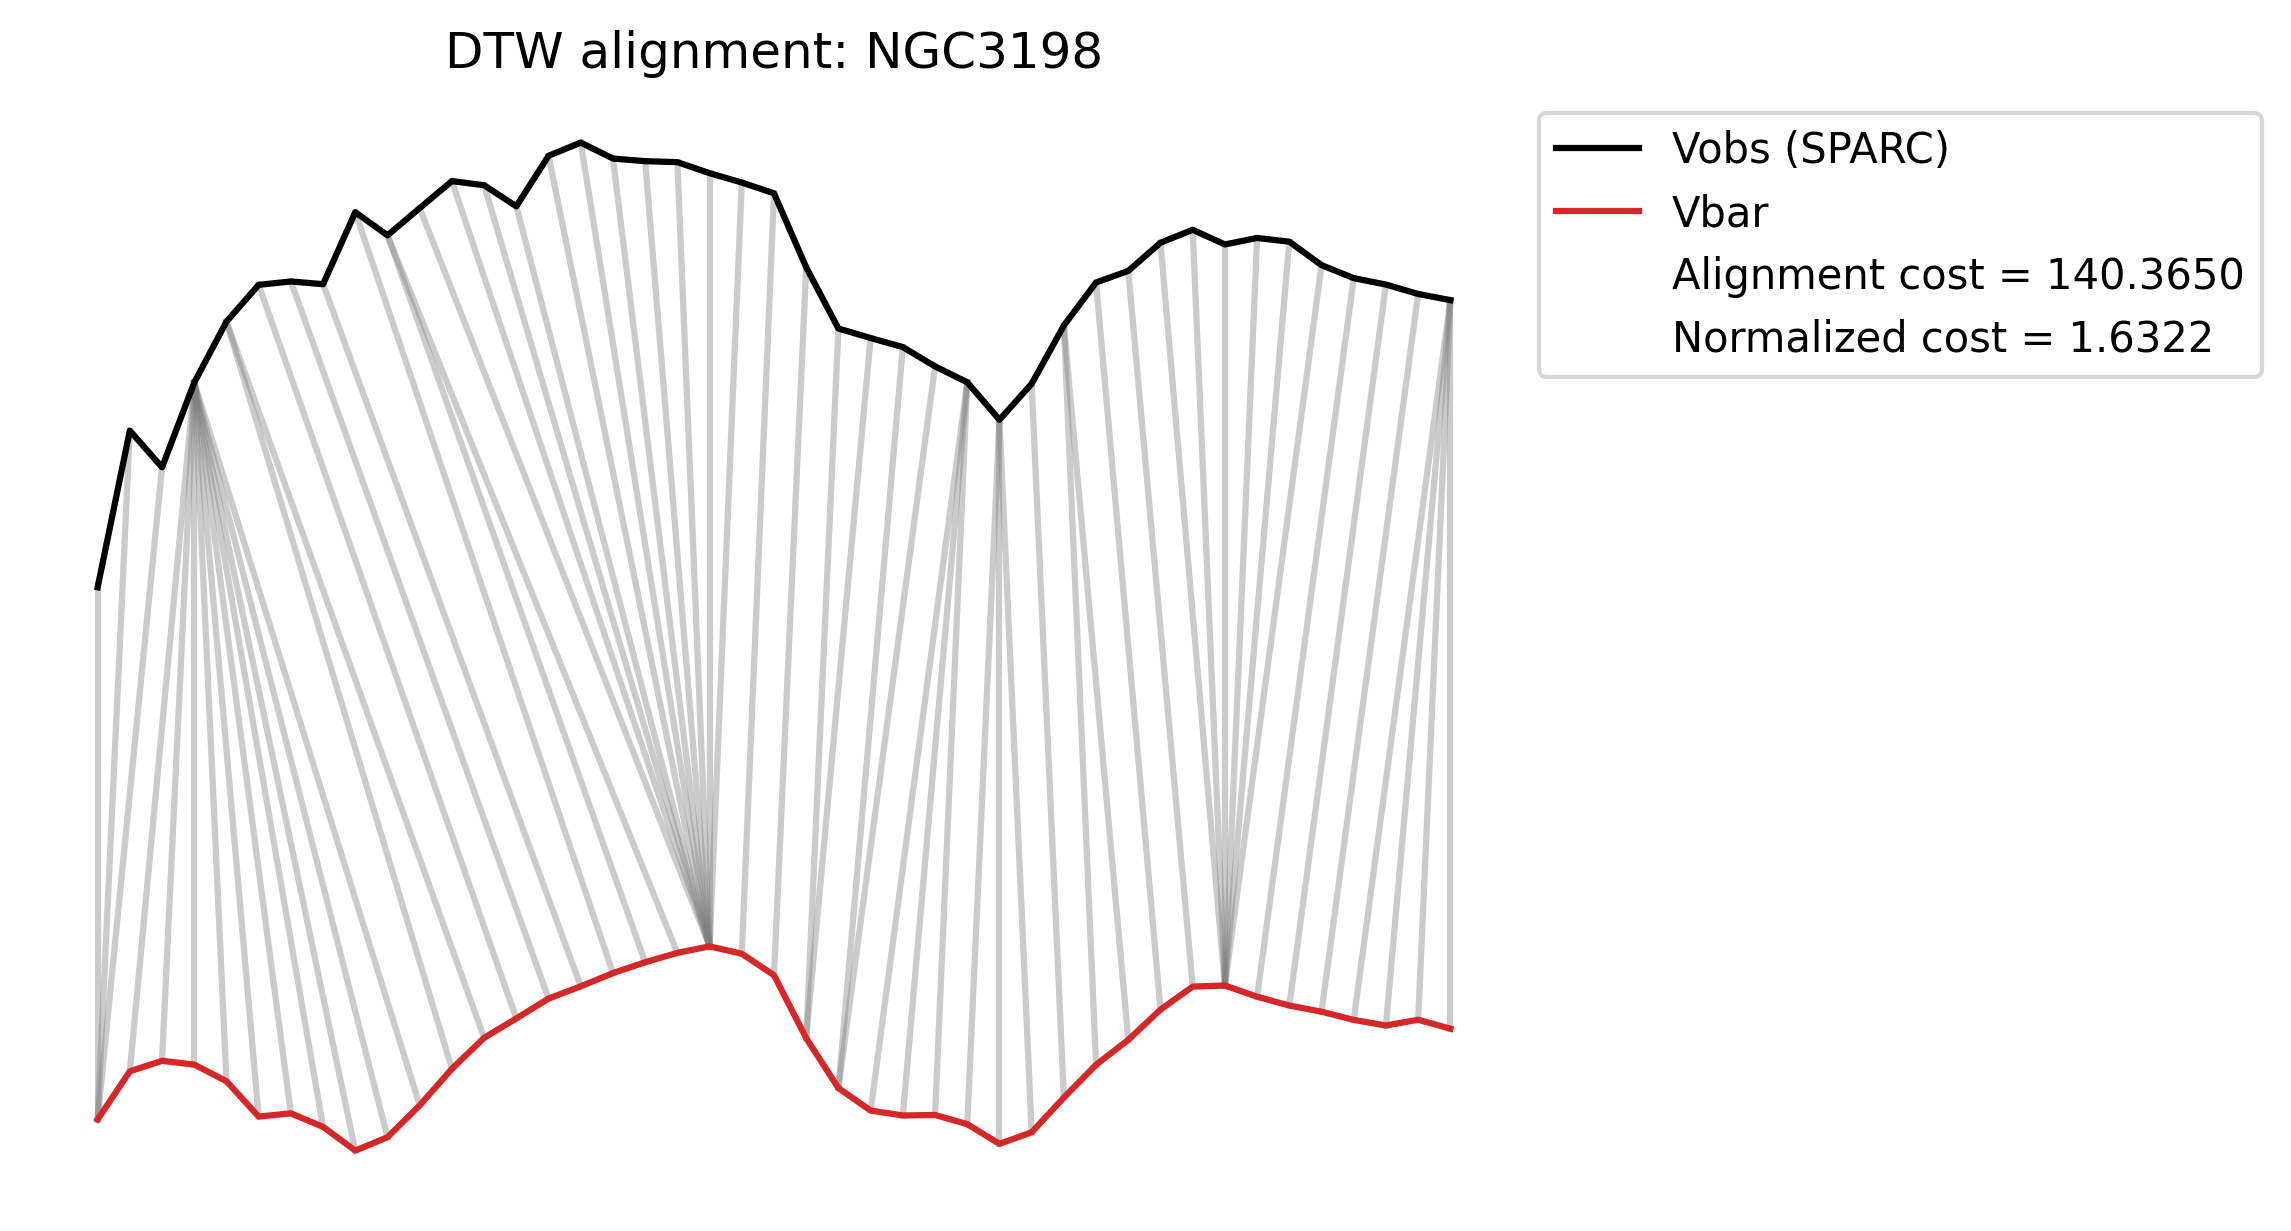 DTW alignment: NGC3198
Vobs (SPARC)
Vbar
Alignment cost = 140.3650
Normalized cost = 1.6322